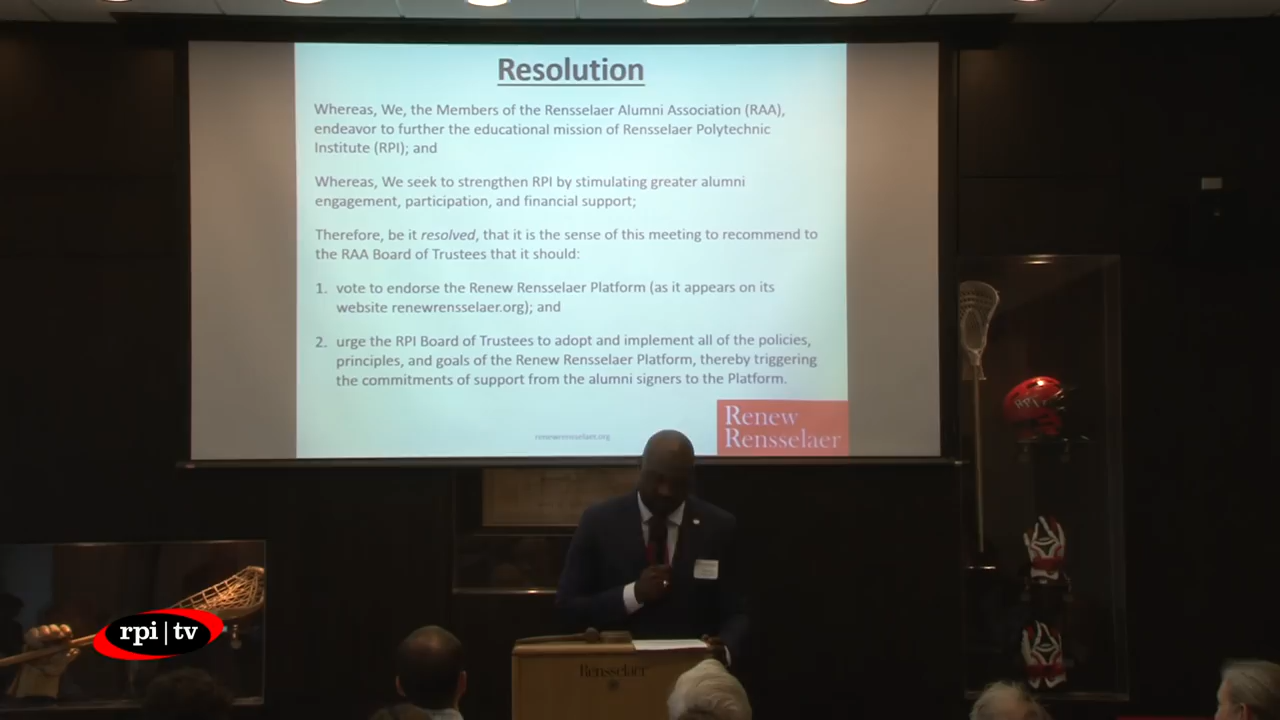 Resolution
Whereas, We, the Members of the Rensselaer Alumni Association (RAA),
endeavor to further the educational mission of Rensselaer Polytechnic
Institute (RPI); and
Whereas, We seek to strengthen RPI by stimulating greater alumni
engagement, participation, and financial support;
Therefore, be it resolved, that it is the sense of this meeting to recommend to
the RAA Board of Trustees that it should:
1. vote to endorse the Renew Rensselaer Platform (as it appears on its
website renewrensselaer.org); and
2. urge the RPI Board of Trustees to adopt and implement all of the policies,
principles, and goals of the Renew Rensselaer Platform, thereby triggering
the commitments of support from the alumni signers to the Platform.
renewrensselaer.org
Renew
Rensselaer
RPI
rpi|tv
Rensselaer